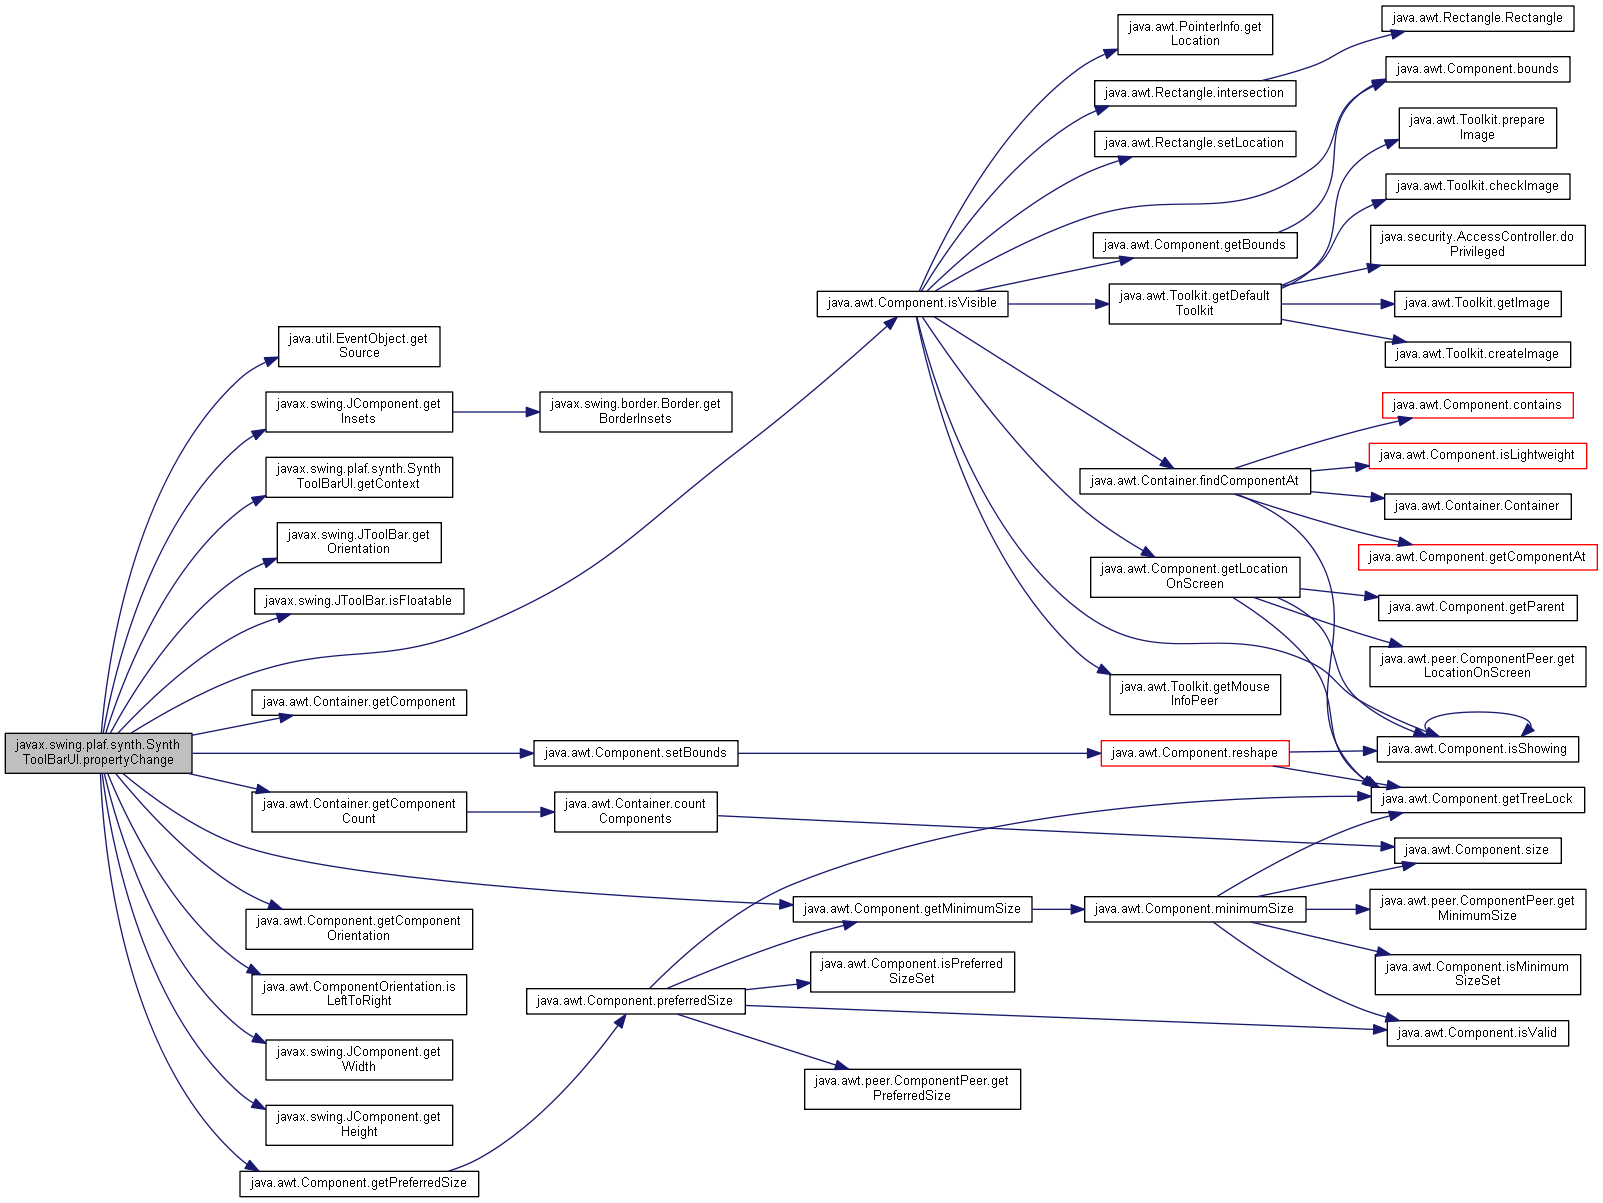 javax.swing.plaf.synth.Synth
ToolBarUI.propertyChange
java.util.EventObject.get
Source
javax.swing.JComponent.get
Insets
javax.swing.plaf.synth.Synth
ToolBarUI.getContext
javax.swing.JToolBar.get
Orientation
javax.swing.JToolBar.isFloatable
java.awt.Container.getComponent
java.awt.Container.getComponent
Count
java.awt.Component.getComponent
Orientation
java.awt.ComponentOrientation.is
LeftToRight
javax.swing.JComponent.get
Width
javax.swing.JComponent.get
Height
java.awt.Component.getPreferredSize
javax.swing.border.Border.get
BorderInsets
java.awt.Component.setBounds
java.awt.Container.count
Components
java.awt.Component.preferredSize
java.awt.Component.isVisible
java.awt.Component.getMinimumSize
java.awt.Component.isPreferred
SizeSet
java.awt.peer.ComponentPeer.get
PreferredSize
java.awt.PointerInfo.get
Location
java.awt.Rectangle.intersection
java.awt.Rectangle.setLocation
java.awt.Component.getBounds
java.awt.Toolkit.getDefault
Toolkit
java.awt.Container.findComponentAt
java.awt.Component.getLocation
OnScreen
java.awt.Toolkit.getMouse
InfoPeer
java.awt.Component.reshape
java.awt.Component.minimumSize
java.awt.Rectangle.Rectangle
java.awt.Component.bounds
java.awt.Toolkit.prepare
Image
java.awt.Toolkit.checkImage
java.security.AccessController.do
Privileged
java.awt.Toolkit.getImage
java.awt.Toolkit.createImage
java.awt.Component.contains
java.awt.Component.isLightweight
java.awt.Container.Container
java.awt.Component.getComponentAt
java.awt.Component.getParent
java.awt.peer.ComponentPeer.get
LocationOnScreen
java.awt.Component.isShowing
java.awt.Component.getTreeLock
java.awt.Component.size
java.awt.peer.ComponentPeer.get
MinimumSize
java.awt.Component.isMinimum
SizeSet
java.awt.Component.isValid